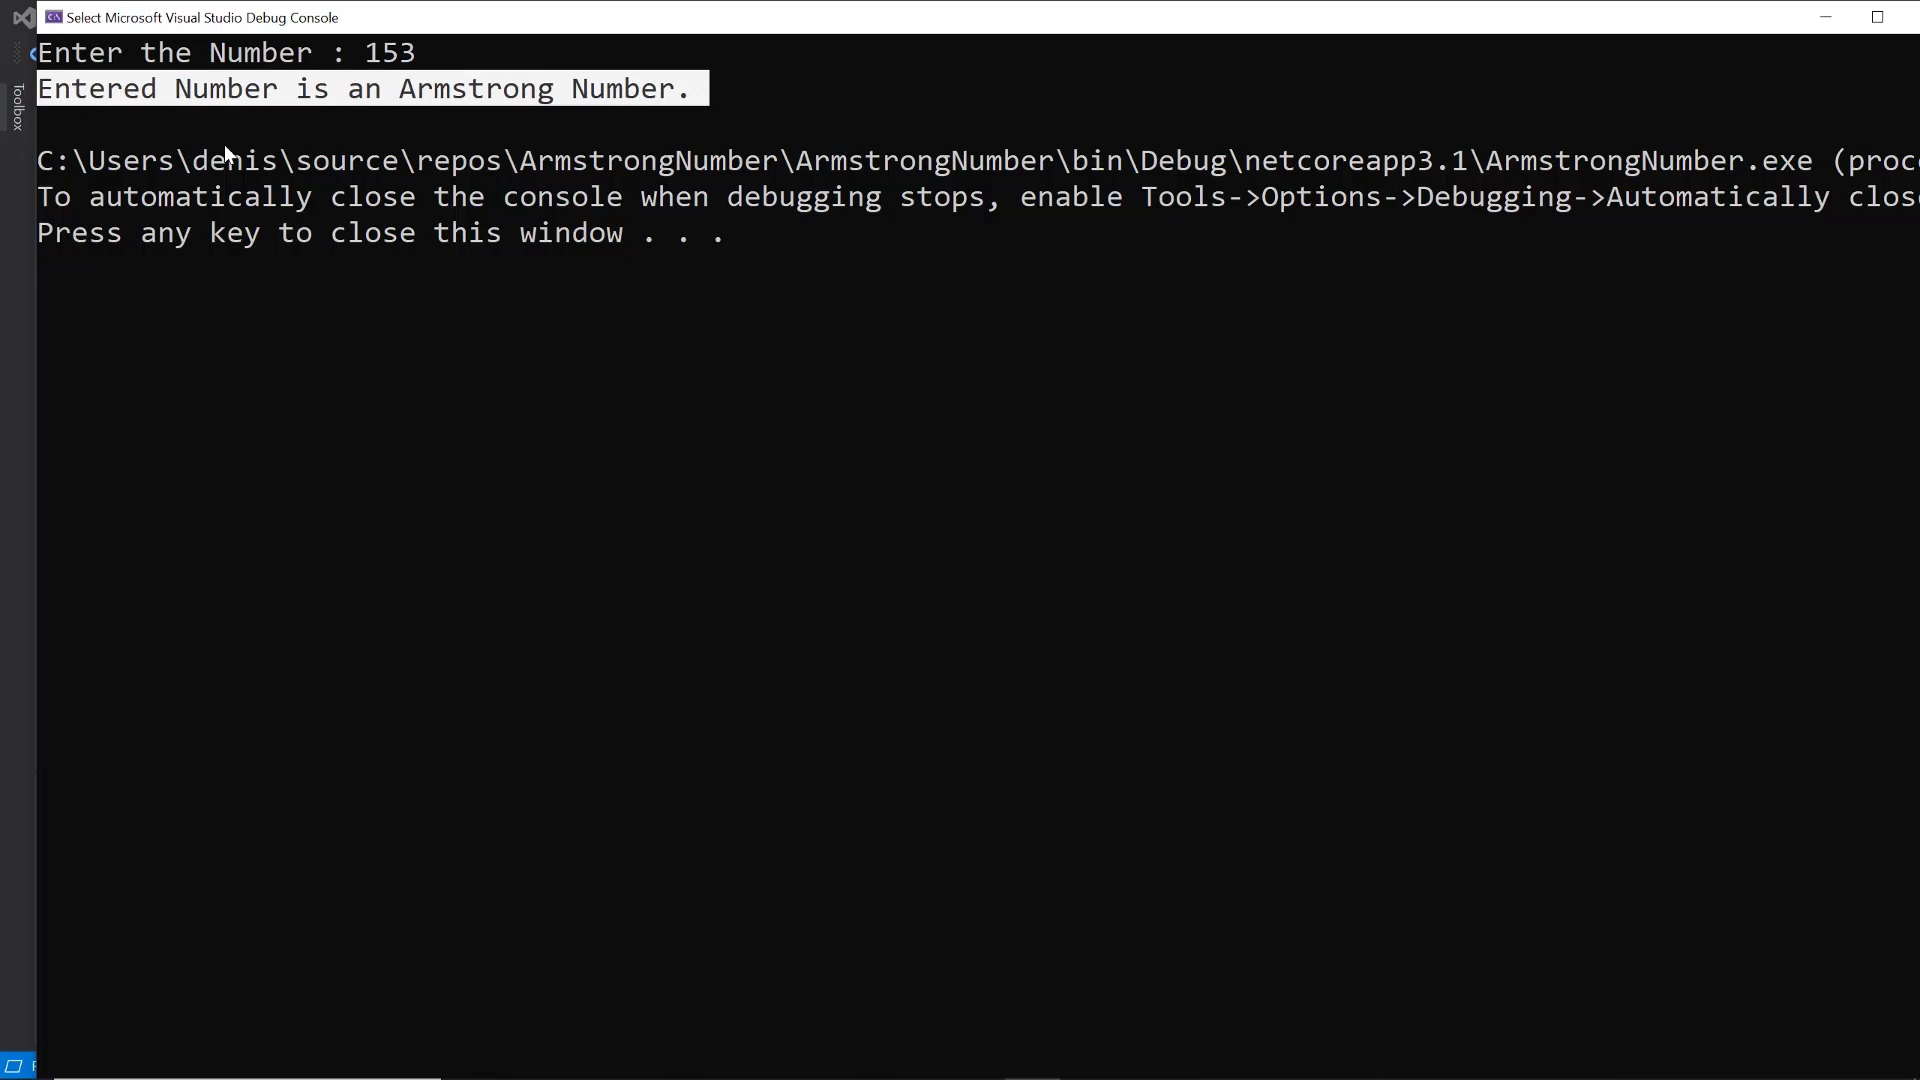 Select Microsoft Visual Studio Debug Console
Enter the Number : 153
Entered Number is an Armstrong Number.
Toolbox
C:\Users\denis\source\repos\ArmstrongNumber\ArmstrongNumber\bin\Debug\netcoreapp3.1\ArmstrongNumber.exe (proc
To automatically close the console when debugging stops, enable Tools->Options->Debugging->Automatically clos
Press any key to close this window . . .